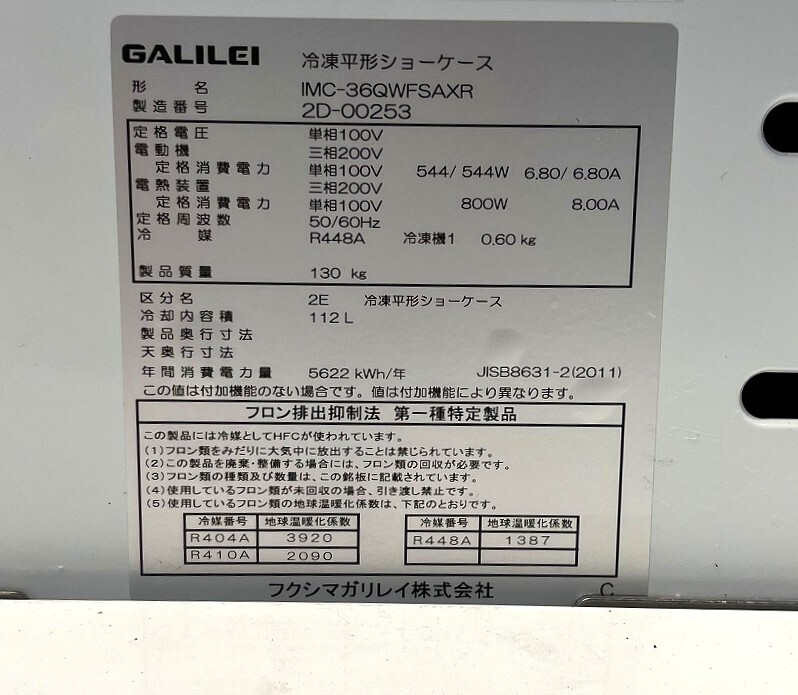 GALILEI 冷凍平形ショーケース
形 名 IMC-36QWFSAXR
製造番号 2D-00253
定格電圧 単相100V
電動機 三相200V
定格消費電力 単相100V 544/ 544W 6.80/ 6.80A
電熱装置 三相200V
定格消費電力 単相100V 800W 8.00A
定格周波数 50/60Hz
冷 媒 R448A 冷凍機1 0.60 kg
製品質量 130 kg
区分名 2E 冷凍平形ショーケース
冷却内容積 112 L
製品奥行寸法
天奥行寸法
年間消費電力量 5622 kWh/年 JISB8631-2(2011)
この値は付加機能のない場合です。値は付加機能により異なります。
フロン排出抑制法 第一種特定製品
この製品には冷媒としてHFCが使われています。
(1)フロン類をみだりに大気中に放出することは禁じられています。
(2)この製品を廃棄・整備する場合には、フロン類の回収が必要です。
(3)フロン類の種類及び数量は、この銘板に記載されています。
(4)使用しているフロン類が未回収の場合、引き渡し禁止です。
(5)使用しているフロン類の地球温暖化係数は、下記のとおりです。
冷媒番号 地球温暖化係数 冷媒番号 地球温暖化係数
R404A 3920 R448A 1387
R410A 2090
フクシマガリレイ株式会社 C